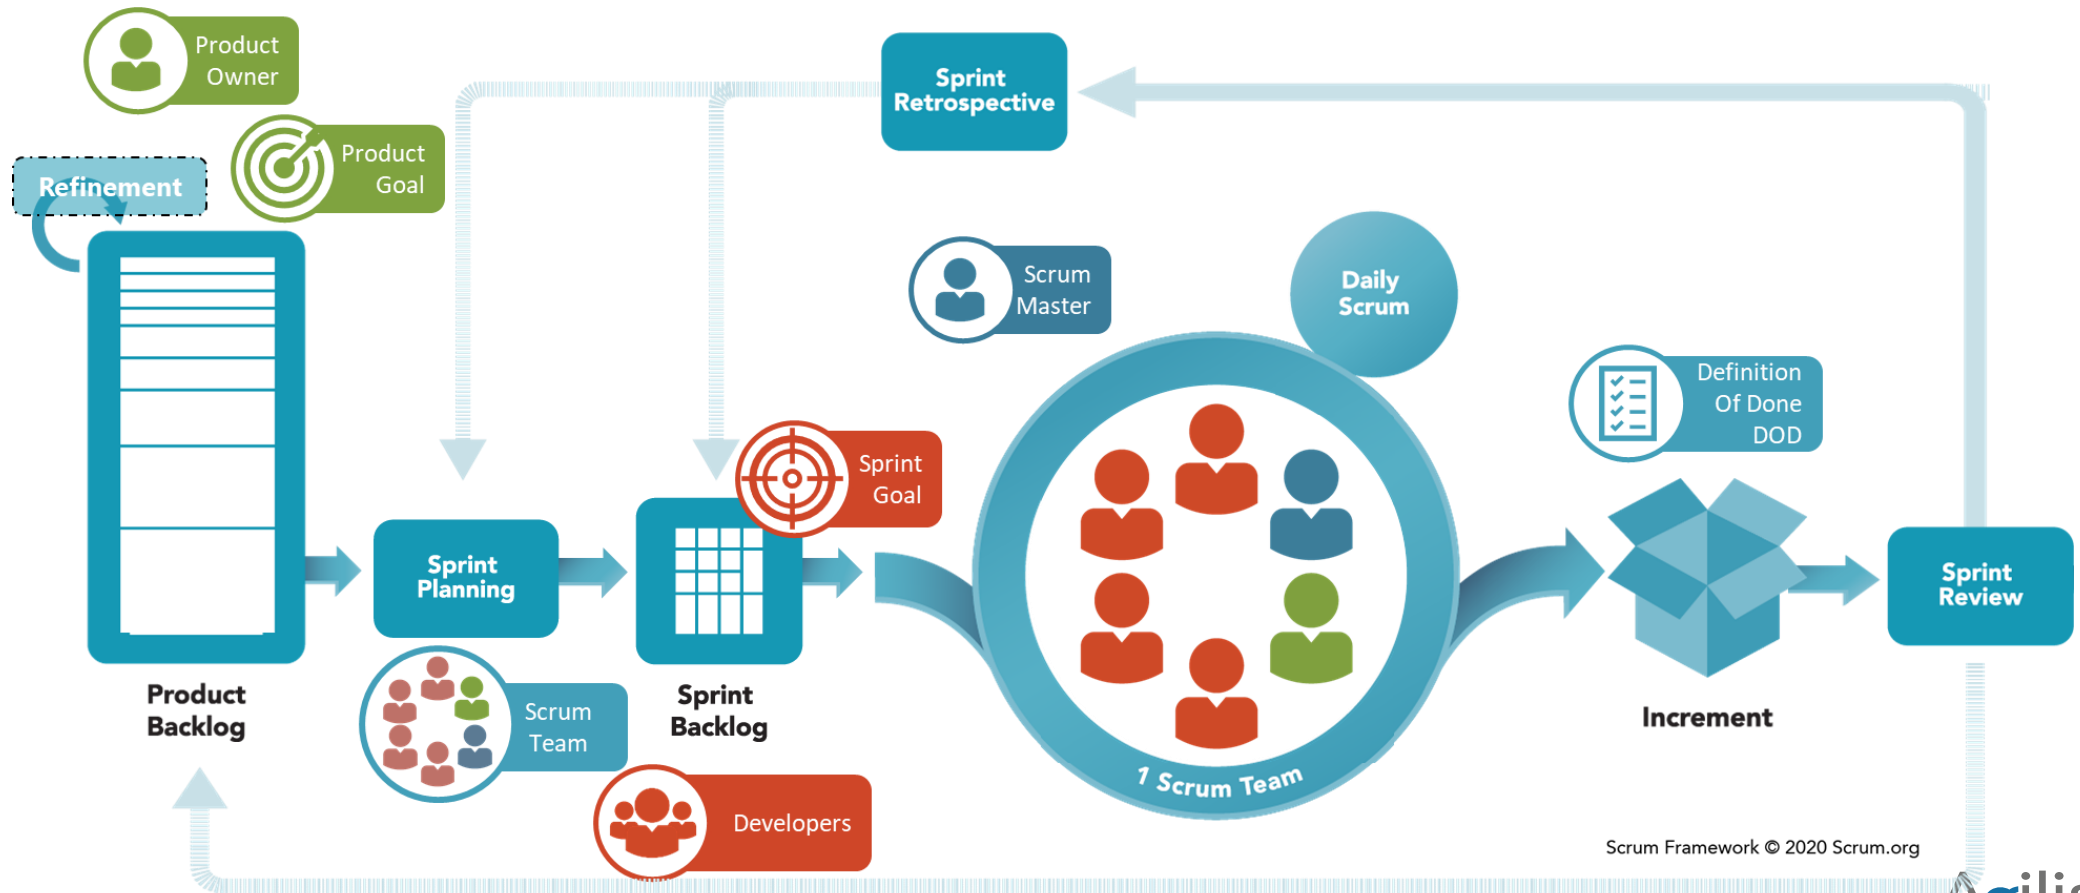 Product
Owner
Product
Goal
Refinement
Sprint
Retrospective
Scrum
Master
Daily
Scrum
Definition
Of Done
DOD
Sprint
Goal
Sprint
Planning
Sprint
Review
Product
Backlog
Scrum
Team
Sprint
Backlog
Increment
1 Scrum Team
Developers
Scrum Framework © 2020 Scrum.org